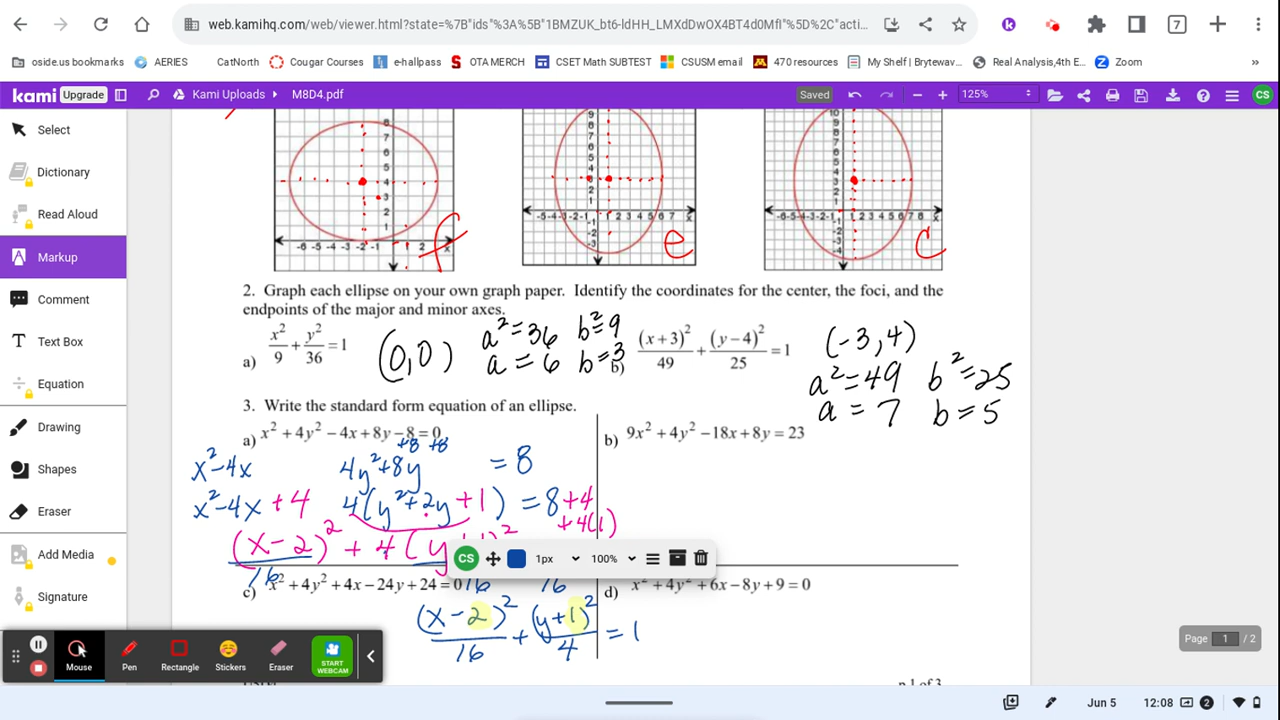 web.kamihq.com/web/viewer.html?state=%7B"ids"%3A%5B"1BMZUK_bt6-ldHH_LMXdDwOX4BT4d0MfI"%5D%2C"acti... 7
oside.us bookmarks AERIES CatNorth Cougar Courses e-hallpass OTA MERCH CSET Math SUBTEST CSUSM email 470 resources My Shelf | Brytewav... Real Analysis,4th E... Zoom »
kami Upgrade Kami Uploads M8D4.pdf Saved 125% CS
Select
Dictionary
Read Aloud
Markup
Comment
Text Box
Equation
Drawing
Shapes
Eraser
Add Media
Signature
f e c
2. Graph each ellipse on your own graph paper. Identify the coordinates for the center, the foci, and the
endpoints of the major and minor axes.
a) x²/9 + y²/36 = 1 (0,0) a²=36 b²=9
a = 6 b=3
b) (x+3)²/49 + (y−4)²/25 = 1 (-3,4)
a²=49 b²=25
a = 7 b=5
3. Write the standard form equation of an ellipse.
a) x² + 4y² − 4x + 8y − 8 = 0
+8 +8
x²-4x 4y²+8y = 8
x²-4x +4 4(y²+2y +1) = 8+4
+4(1)
(x-2)² + 4(y
16 16 16
b) 9x² + 4y² −18x + 8y = 23
CS 1px 100%
c) x² + 4y² + 4x − 24y + 24 = 0
(x-2)²/16 + (y+1)²/4 = 1
d) x² + 4y² + 6x − 8y + 9 = 0
Mouse Pen Rectangle Stickers Eraser START WEBCAM
p 1 of 3
Page 1 / 2
Jun 5 12:08 2